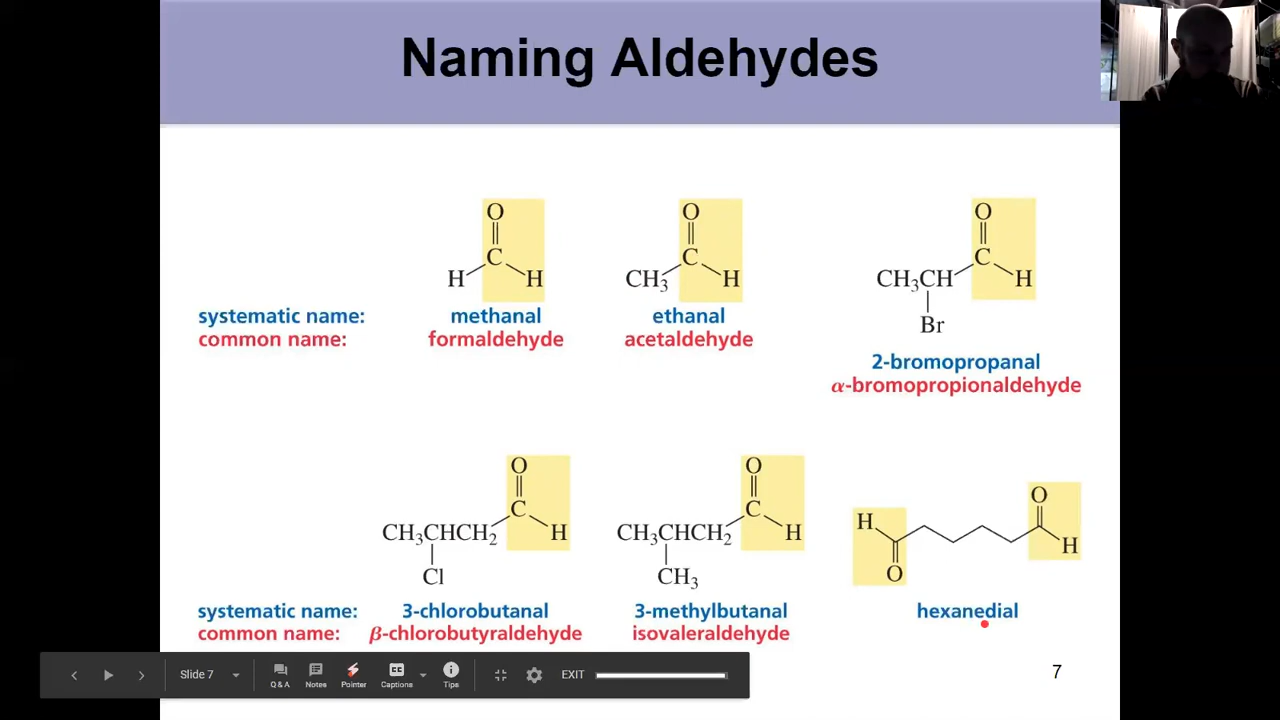 Naming Aldehydes
O
C
H
H
O
C
CH3
H
O
C
CH3CH
H
Br
systematic name: methanal ethanal
common name: formaldehyde acetaldehyde
2-bromopropanal
α-bromopropionaldehyde
O
C
CH3CHCH2
H
Cl
O
C
CH3CHCH2
H
CH3
H
O
O
H
systematic name: 3-chlorobutanal 3-methylbutanal hexanedial
common name: β-chlorobutyraldehyde isovaleraldehyde
7
Slide 7 Q&A Notes Pointer Captions Tips EXIT